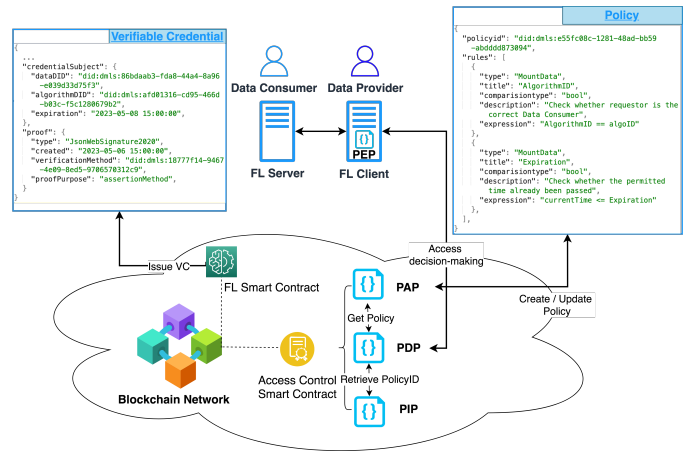 Verifiable Credential
{
...
"credentialSubject": {
"dataDID": "did:dmls:86bdaab3-fda8-44a4-8a96
-e039d33d75f3",
"algorithmDID": "did:dmls:afd01316-cd95-466d
-b03c-f5c1280679b2",
"expiration": "2023-05-08 15:00:00",
},
"proof": {
"type": "JsonWebSignature2020",
"created": "2023-05-06 15:00:00",
"verificationMethod": "did:dmls:18777f14-9467
-4e09-8ed5-9706570312c9",
"proofPurpose": "assertionMethod",
}
}
Data Consumer
Data Provider
{}
PEP
FL Server
FL Client
Policy
{
"policyid": "did:dmls:e55fc08c-1281-48ad-bb59
-abdddd873094",
"rules": [
{
"type": "MountData",
"title": "AlgorithmID",
"comparisiontype": "bool",
"description": "Check whether requestor is the
correct Data Consumer",
"expression": "AlgorithmID == algoID"
},
{
"type": "MountData",
"title": "Expiration",
"comparisiontype": "bool",
"description": "Check whether the permitted
time already been passed",
"expression": "currentTime <= Expiration"
},
],
}
Issue VC
FL Smart Contract
Access
decision-making
Create / Update
Policy
{}
PAP
Get Policy
{}
PDP
Retrieve PolicyID
{}
PIP
Access Control
Smart Contract
Blockchain Network